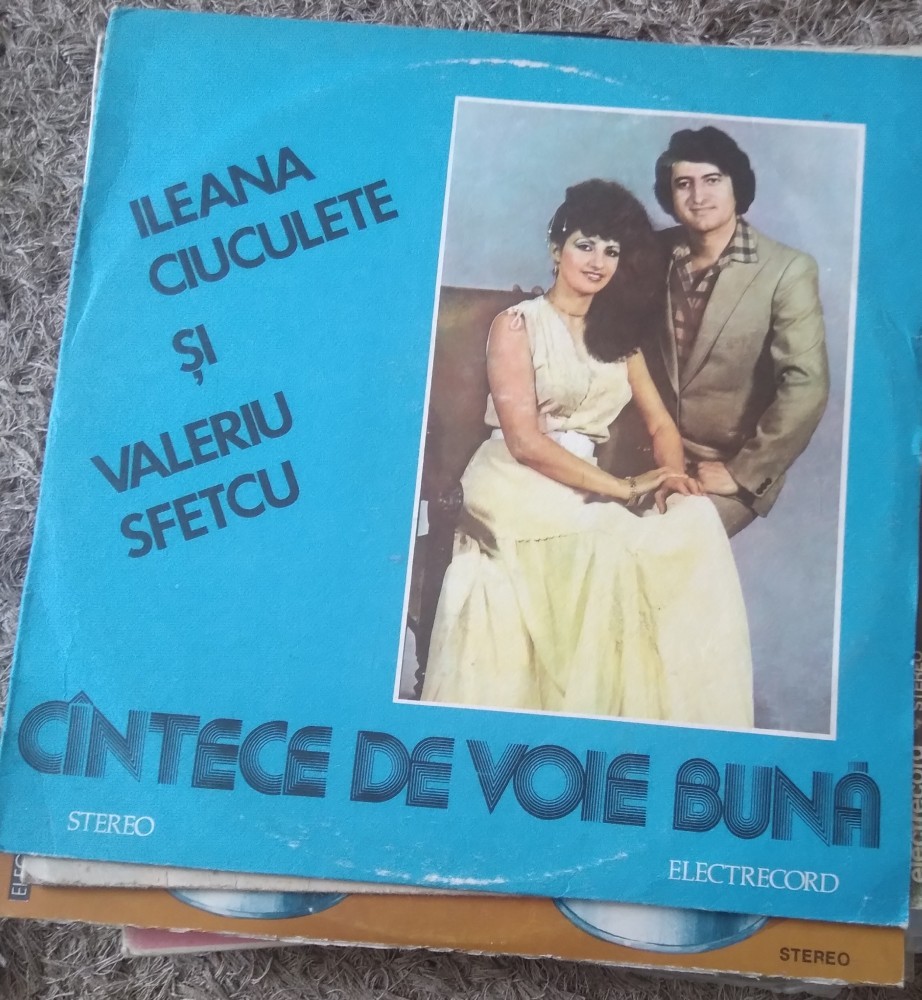 ILEANA
CIUCULETE
ȘI
VALERIU
SFETCU
CÎNTECE DE VOIE BUNĂ
STEREO
ELECTRECORD
STEREO